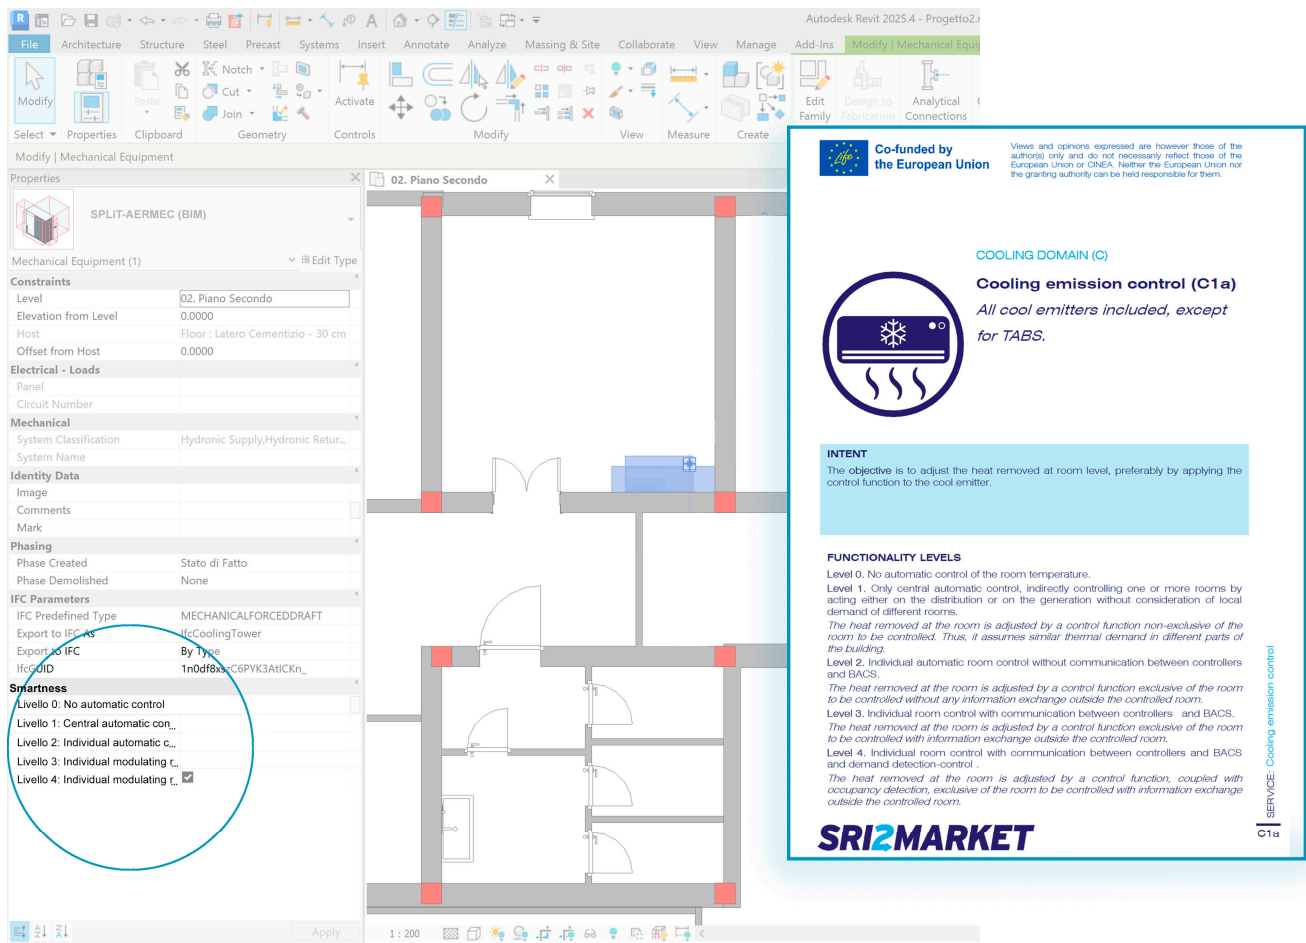 Autodesk Revit 2025.4 - Progetto2.r
File Architecture Structure Steel Precast Systems Insert Annotate Analyze Massing & Site Collaborate View Manage Add-Ins Modify | Mechanical Equi
Modify
Paste
Notch
Cut
Join
Activate
Edit Family
Design to Fabrication
Analytical Connections
Select Properties Clipboard Geometry Controls Modify View Measure Create
Modify | Mechanical Equipment
Properties
02. Piano Secondo
SPLIT-AERMEC (BIM)
Mechanical Equipment (1) Edit Type
Constraints
Level 02. Piano Secondo
Elevation from Level 0.0000
Host Floor : Latero Cementizio - 30 cm
Offset from Host 0.0000
Electrical - Loads
Panel
Circuit Number
Mechanical
System Classification Hydronic Supply,Hydronic Retur...
System Name
Identity Data
Image
Comments
Mark
Phasing
Phase Created Stato di Fatto
Phase Demolished None
IFC Parameters
IFC Predefined Type MECHANICALFORCEDDRAFT
Export to IFC As IfcCoolingTower
Export to IFC By Type
IfcGUID
Smartness
Livello 0: No automatic control
Livello 1: Central automatic con...
Livello 2: Individual automatic c...
Livello 3: Individual modulating r...
Livello 4: Individual modulating r...
Apply
1 : 200
Life
Co-funded by
the European Union
Views and opinions expressed are however those of the
author(s) only and do not necessarily reflect those of the
European Union or CINEA. Neither the European Union nor
the granting authority can be held responsible for them.
COOLING DOMAIN (C)
Cooling emission control (C1a)
All cool emitters included, except
for TABS.
INTENT
The objective is to adjust the heat removed at room level, preferably by applying the
control function to the cool emitter.
FUNCTIONALITY LEVELS
Level 0. No automatic control of the room temperature.
Level 1. Only central automatic control, indirectly controlling one or more rooms by
acting either on the distribution or on the generation without consideration of local
demand of different rooms.
The heat removed at the room is adjusted by a control function non-exclusive of the
room to be controlled. Thus, it assumes similar thermal demand in different parts of
the building.
Level 2. Individual automatic room control without communication between controllers
and BACS.
The heat removed at the room is adjusted by a control function exclusive of the room
to be controlled without any information exchange outside the controlled room.
Level 3. Individual room control with communication between controllers and BACS.
The heat removed at the room is adjusted by a control function exclusive of the room
to be controlled with information exchange outside the controlled room.
Level 4. Individual room control with communication between controllers and BACS
and demand detection-control .
The heat removed at the room is adjusted by a control function, coupled with
occupancy detection, exclusive of the room to be controlled with information exchange
outside the controlled room.
SERVICE: Cooling emission control
C1a
SRI2MARKET